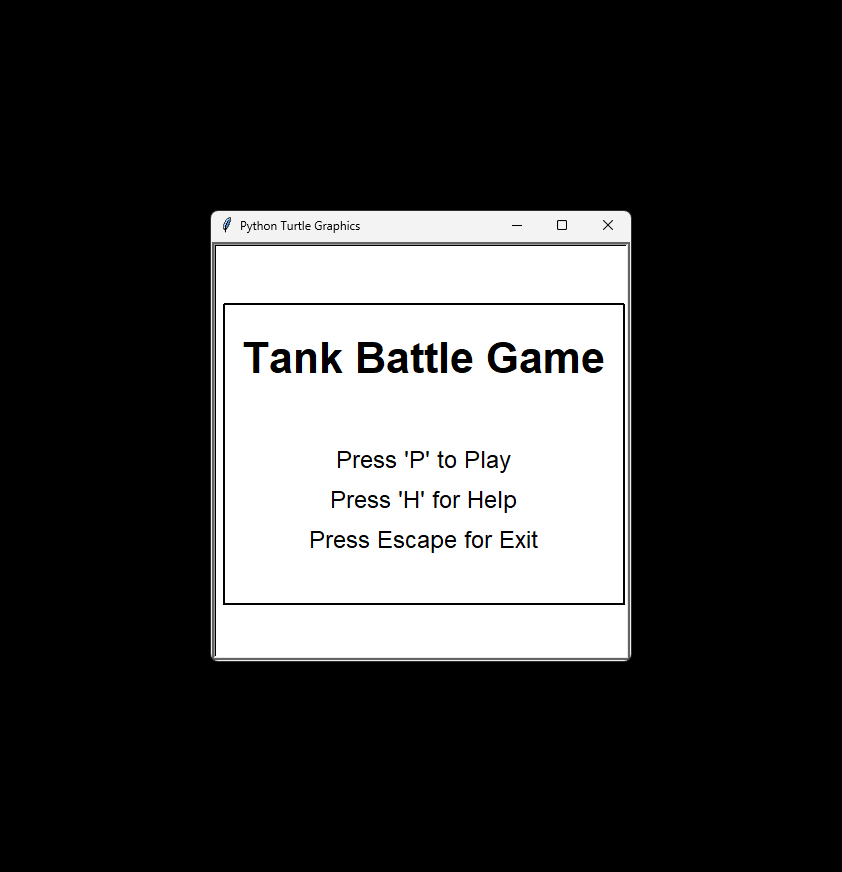 Python Turtle Graphics
Tank Battle Game
Press 'P' to Play
Press 'H' for Help
Press Escape for Exit